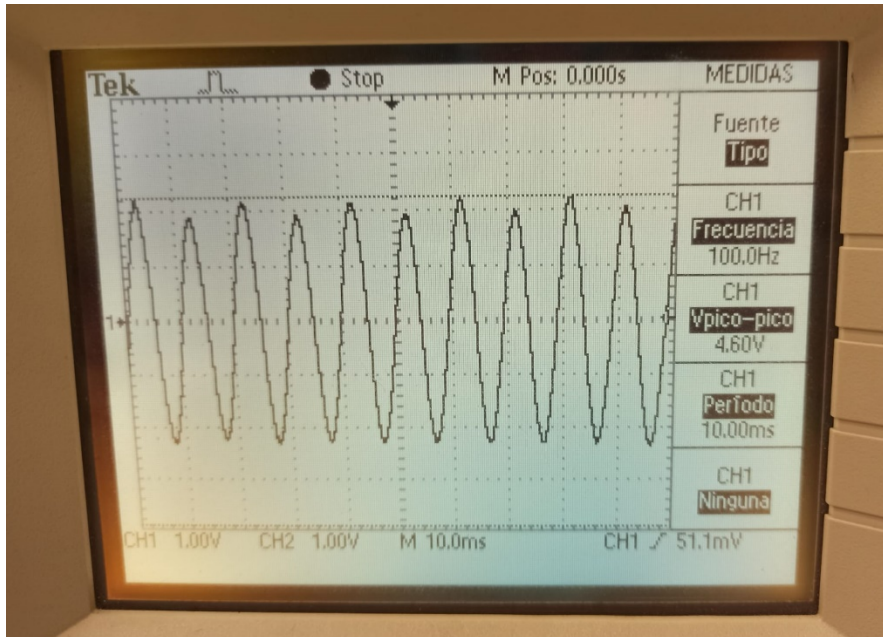 Tek Stop M Pos: 0.000s MEDIDAS
Fuente
Tipo
CH1
Frecuencia
100.0Hz
CH1
Vpico-pico
4.60V
CH1
Período
10.00ms
CH1
Ninguna
1
CH1 1.00V CH2 1.00V M 10.0ms CH1 51.1mV